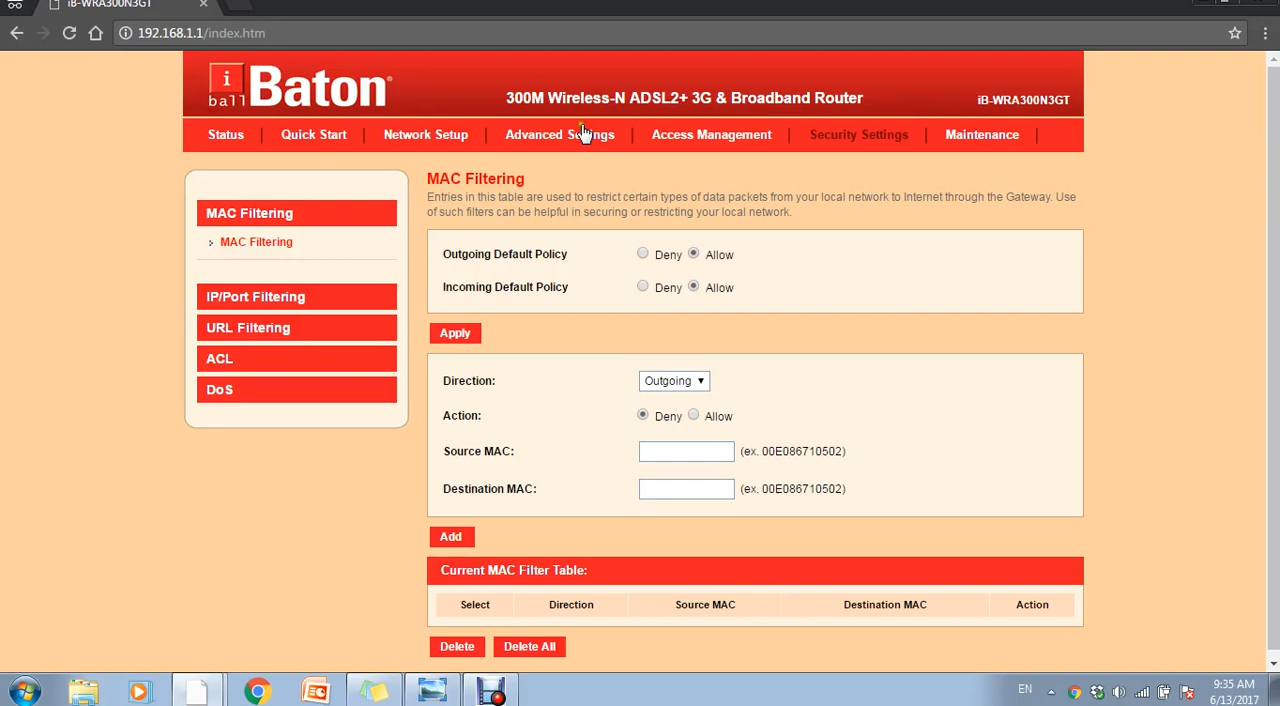 iB-WRA300N3GT
192.168.1.1/index.htm
i
ball
Baton®
300M Wireless-N ADSL2+ 3G & Broadband Router
iB-WRA300N3GT
Status | Quick Start | Network Setup | Advanced Settings | Access Management | Security Settings | Maintenance |
MAC Filtering
MAC Filtering
IP/Port Filtering
URL Filtering
ACL
DoS
MAC Filtering
Entries in this table are used to restrict certain types of data packets from your local network to Internet through the Gateway. Use
of such filters can be helpful in securing or restricting your local network.
Outgoing Default Policy Deny Allow
Incoming Default Policy Deny Allow
Apply
Direction: Outgoing
Action: Deny Allow
Source MAC: (ex. 00E086710502)
Destination MAC: (ex. 00E086710502)
Add
Current MAC Filter Table:
Select Direction Source MAC Destination MAC Action
Delete Delete All
EN
9:35 AM
6/13/2017